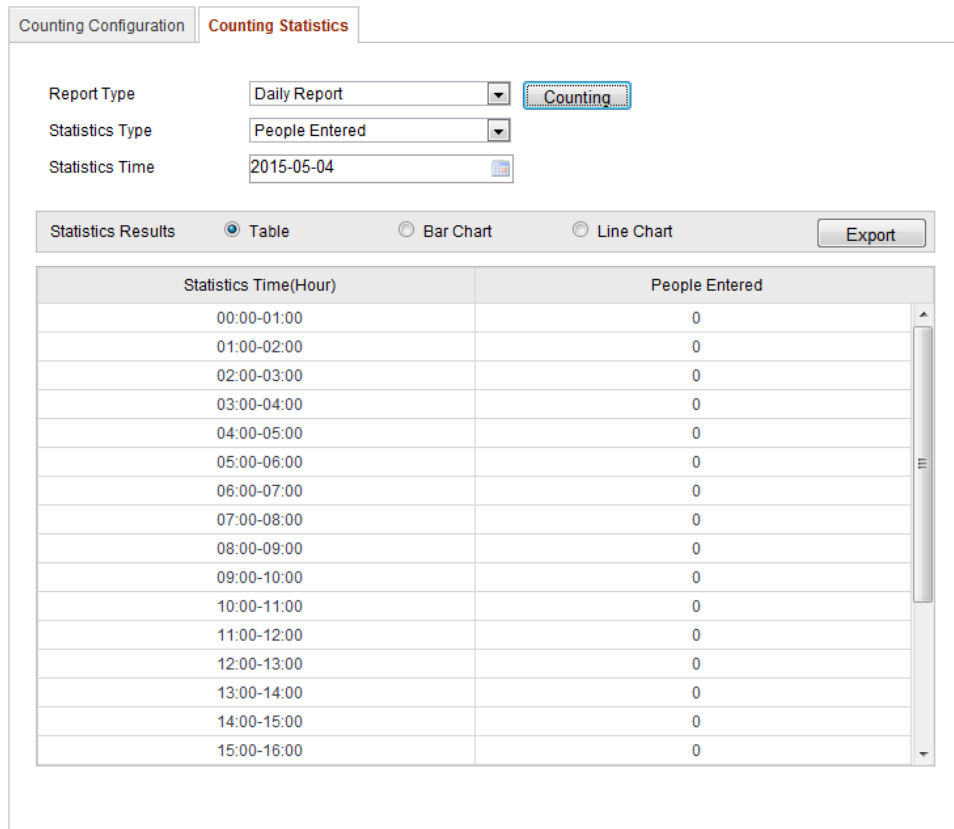 Counting Configuration Counting Statistics
Report Type Daily Report Counting
Statistics Type People Entered
Statistics Time 2015-05-04
Statistics Results Table Bar Chart Line Chart Export
Statistics Time(Hour) People Entered
00:00-01:00 0
01:00-02:00 0
02:00-03:00 0
03:00-04:00 0
04:00-05:00 0
05:00-06:00 0
06:00-07:00 0
07:00-08:00 0
08:00-09:00 0
09:00-10:00 0
10:00-11:00 0
11:00-12:00 0
12:00-13:00 0
13:00-14:00 0
14:00-15:00 0
15:00-16:00 0